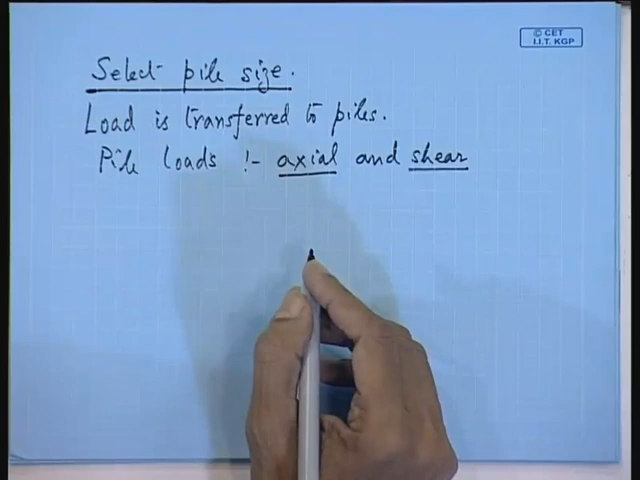 © CET
I.I.T. KGP
Select pile size.
Load is transferred to piles.
Pile loads :- axial and shear